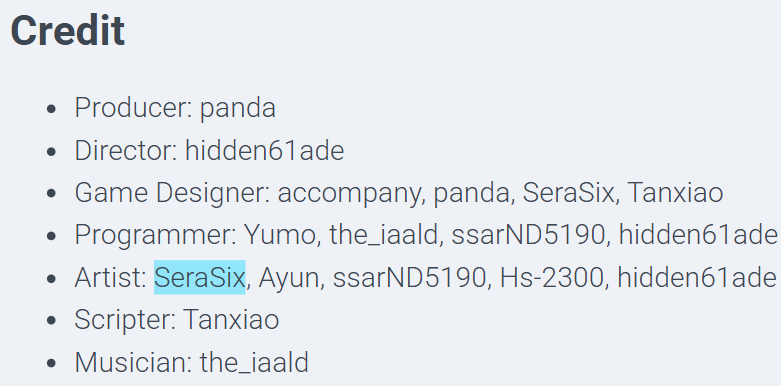 Credit
Producer: panda
Director: hidden61ade
Game Designer: accompany, panda, SeraSix, Tanxiao
Programmer: Yumo, the_iaald, ssarND5190, hidden61ade
Artist: SeraSix, Ayun, ssarND5190, Hs-2300, hidden61ade
Scripter: Tanxiao
Musician: the_iaald